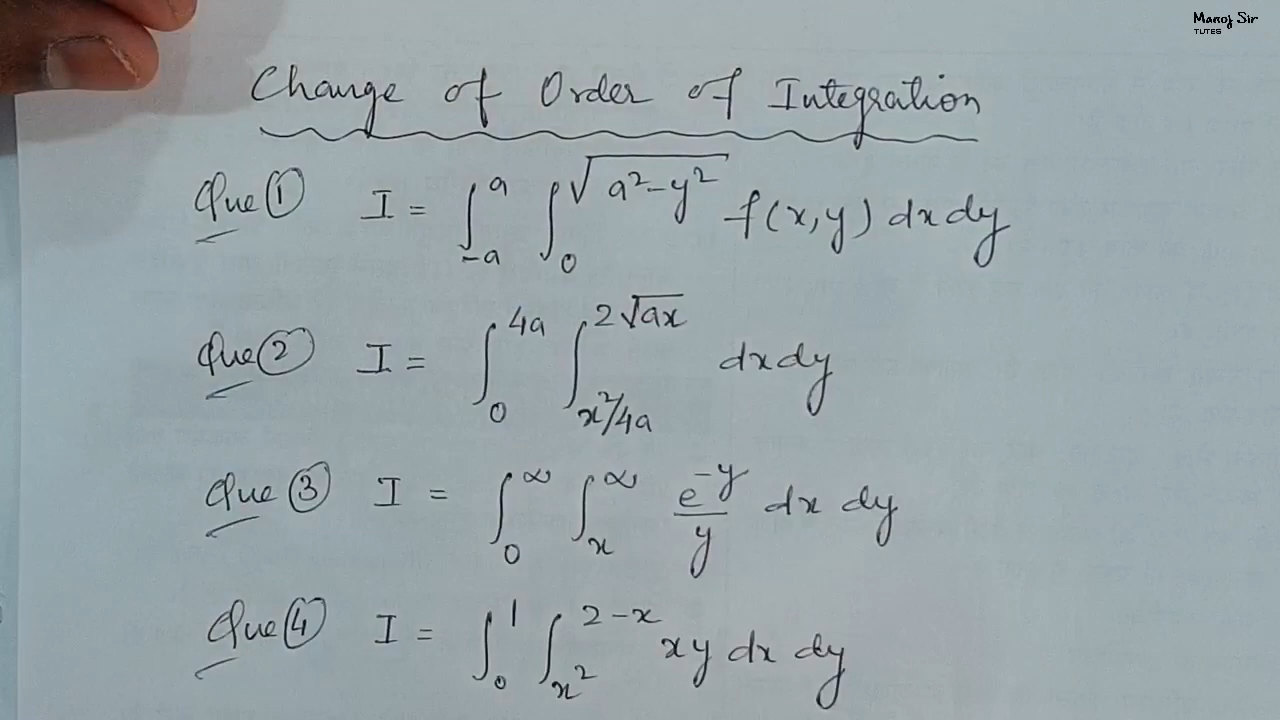 Manoj Sir
TUTES
Change of Order of Integration
Que ① I = ∫_{-a}^{a} ∫_{0}^{√(a²-y²)} f(x,y) dx dy
Que ② I = ∫_{0}^{4a} ∫_{x²/4a}^{2√(ax)} dx dy
Que ③ I = ∫_{0}^{∞} ∫_{x}^{∞} e^{-y}/y dx dy
Que ④ I = ∫_{0}^{1} ∫_{x²}^{2-x} xy dx dy